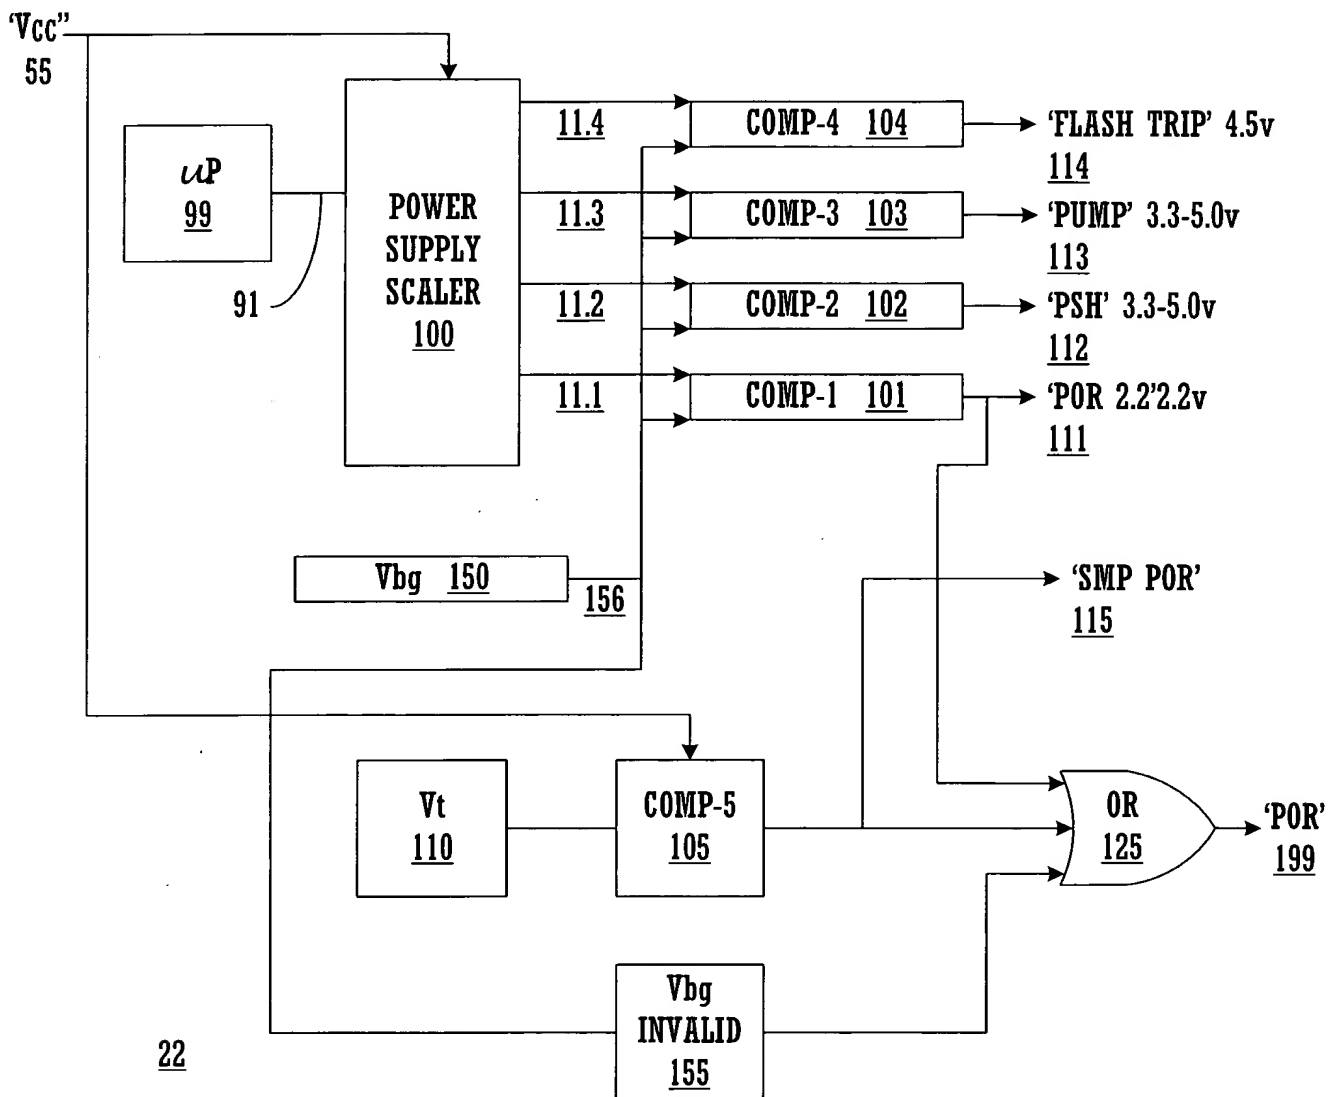 ‘Vcc”
55
uP
99
91
POWER
SUPPLY
SCALER
100
11.4
11.3
11.2
11.1
COMP-4 104
COMP-3 103
COMP-2 102
COMP-1 101
‘FLASH TRIP’ 4.5v
114
‘PUMP’ 3.3-5.0v
113
‘PSH’ 3.3-5.0v
112
‘POR 2.2’2.2v
111
Vbg 150
156
‘SMP POR’
115
Vt
110
COMP-5
105
OR
125
‘POR’
199
Vbg
INVALID
155
22